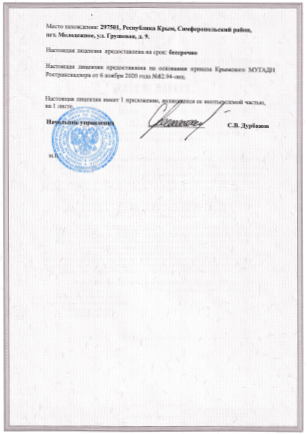 Место нахождения: 297501, Республика Крым, Симферопольский район,
пгт. Молодежное, ул. Грушевая, д. 9.
Настоящая лицензия предоставлена на срок: бессрочно
Настоящая лицензия предоставлена на основании приказа Крымского МУГАДН
Ространснадзора от 6 ноября 2020 года №82.94-лиц.
Настоящая лицензия имеет 1 приложение, являющееся ее неотъемлемой частью,
на 1 листе.
Начальник управления
С.В. Дурбажов
м.п.